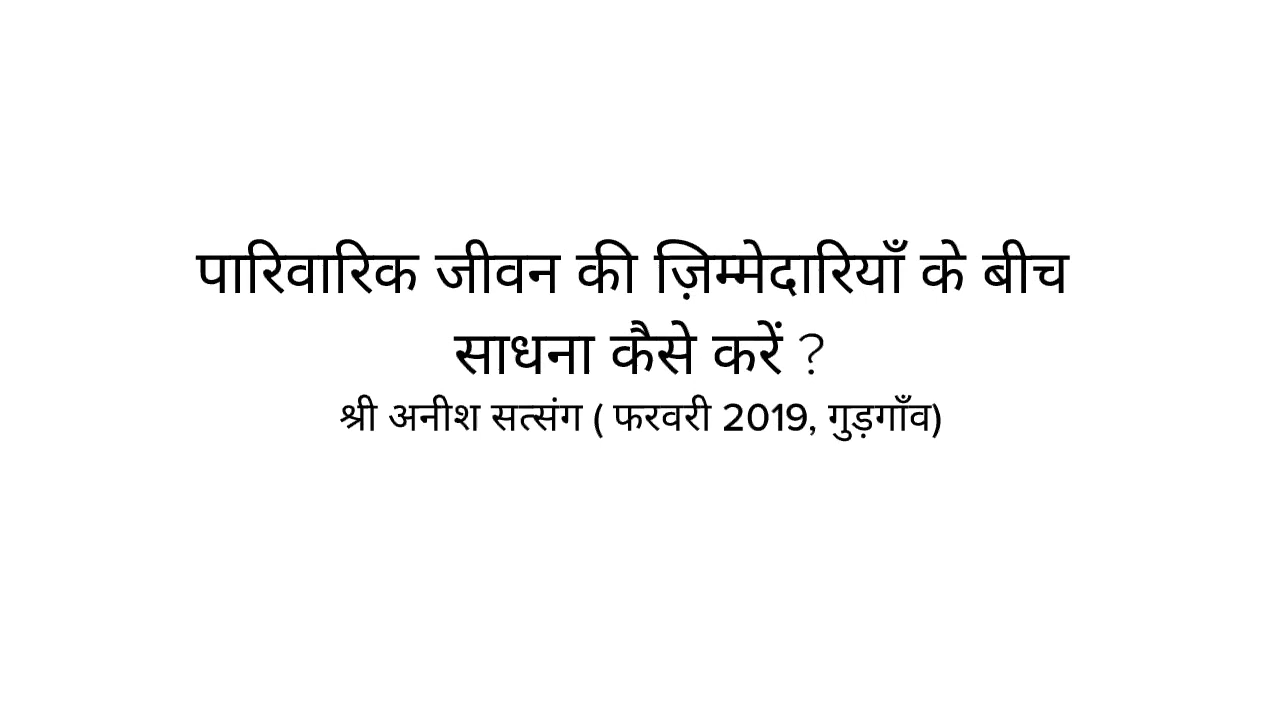 पारिवारिक जीवन की ज़िम्मेदारियाँ के बीच
साधना कैसे करें ?
श्री अनीश सत्संग ( फरवरी 2019, गुड़गाँव)